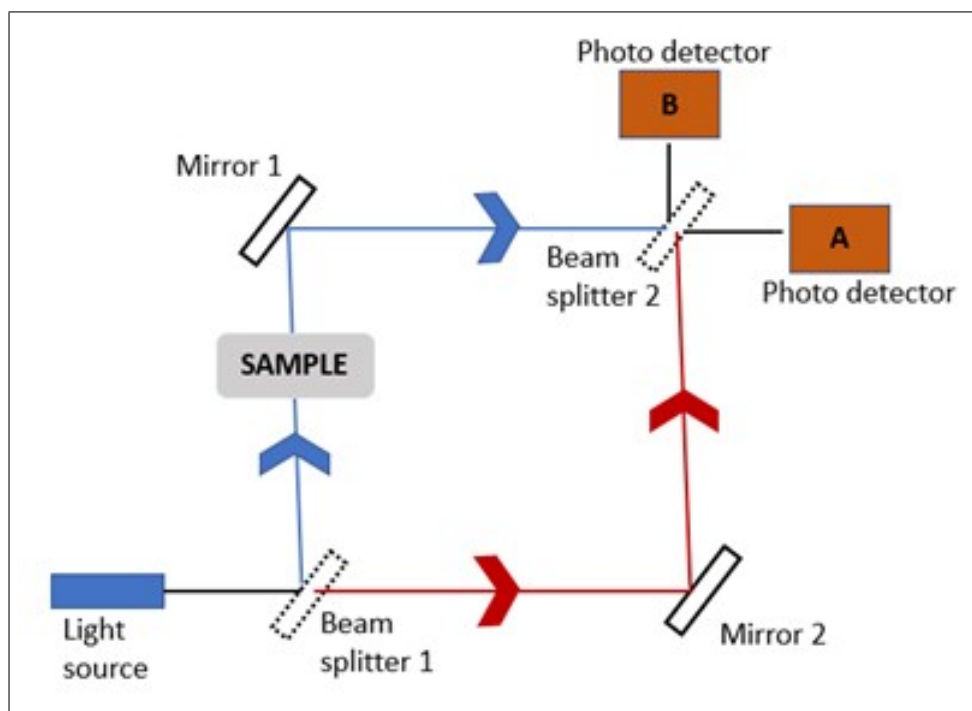 Photo detector
B
Mirror 1
A
Beam
splitter 2
Photo detector
SAMPLE
Light
source
Beam
splitter 1
Mirror 2